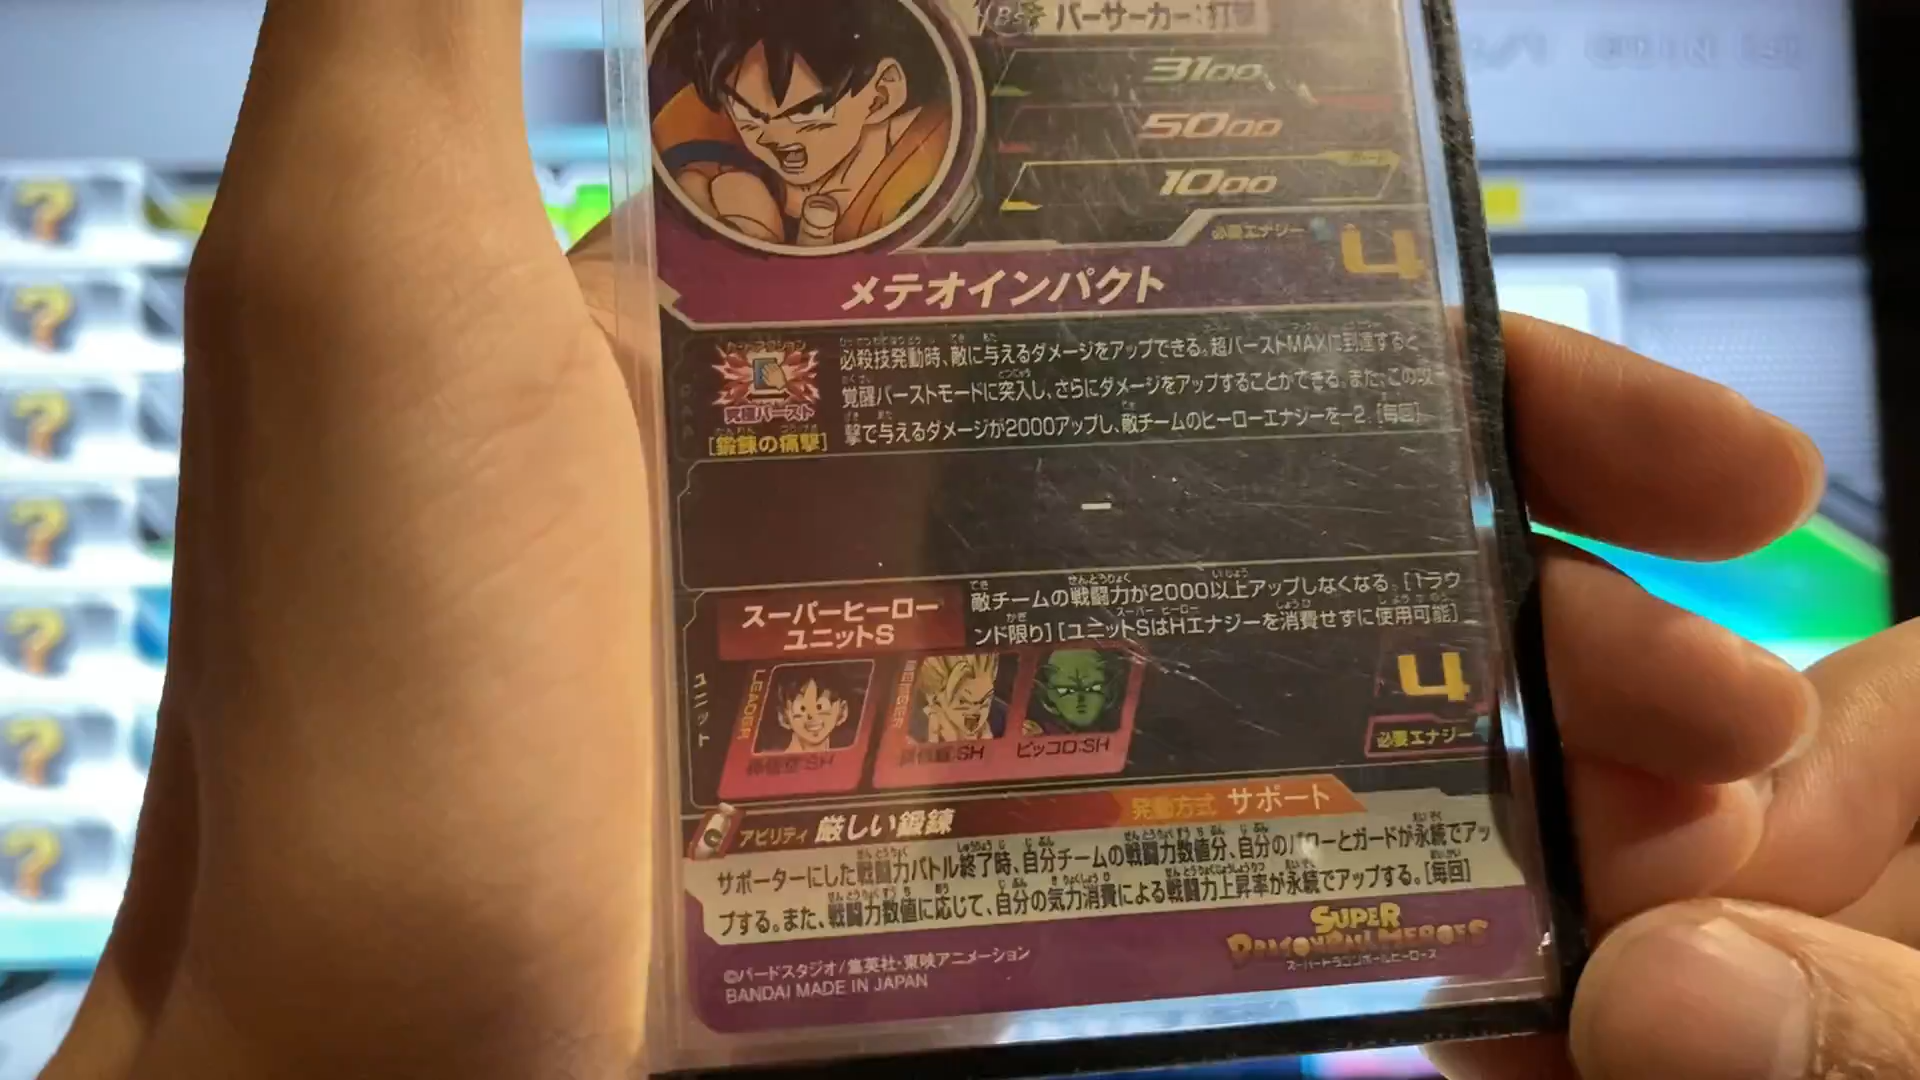 バーサーカー:打撃
3100
5000
1000
必要エナジー
4
メテオインパクト
必殺技発動時、敵に与えるダメージをアップできる。超バーストMAXに到達すると
覚醒バーストモードに突入し、さらにダメージをアップすることができる。また、この攻
撃で与えるダメージが2000アップし、敵チームのヒーローエナジーを-2。[毎回]
究極バースト
[鍛錬の痛撃]
ー
スーパーヒーロー
ユニットS
敵チームの戦闘力が2000以上アップしなくなる。[1ラウ
ンド限り][ユニットSはHエナジーを消費せずに使用可能]
ユニット
LEADER
孫悟空:SH
孫悟飯:SH
ピッコロ:SH
4
必要エナジー
アビリティ 厳しい鍛錬
発動方式 サポート
サポーターにした戦闘力バトル終了時、自分チームの戦闘力数値分、自分のパワーとガードが永続でアッ
プする。また、戦闘力数値に応じて、自分の気力消費による戦闘力上昇率が永続でアップする。[毎回]
©バードスタジオ/集英社・東映アニメーション
BANDAI MADE IN JAPAN
SUPER
DRAGONBALL HEROES
スーパードラゴンボールヒーローズ